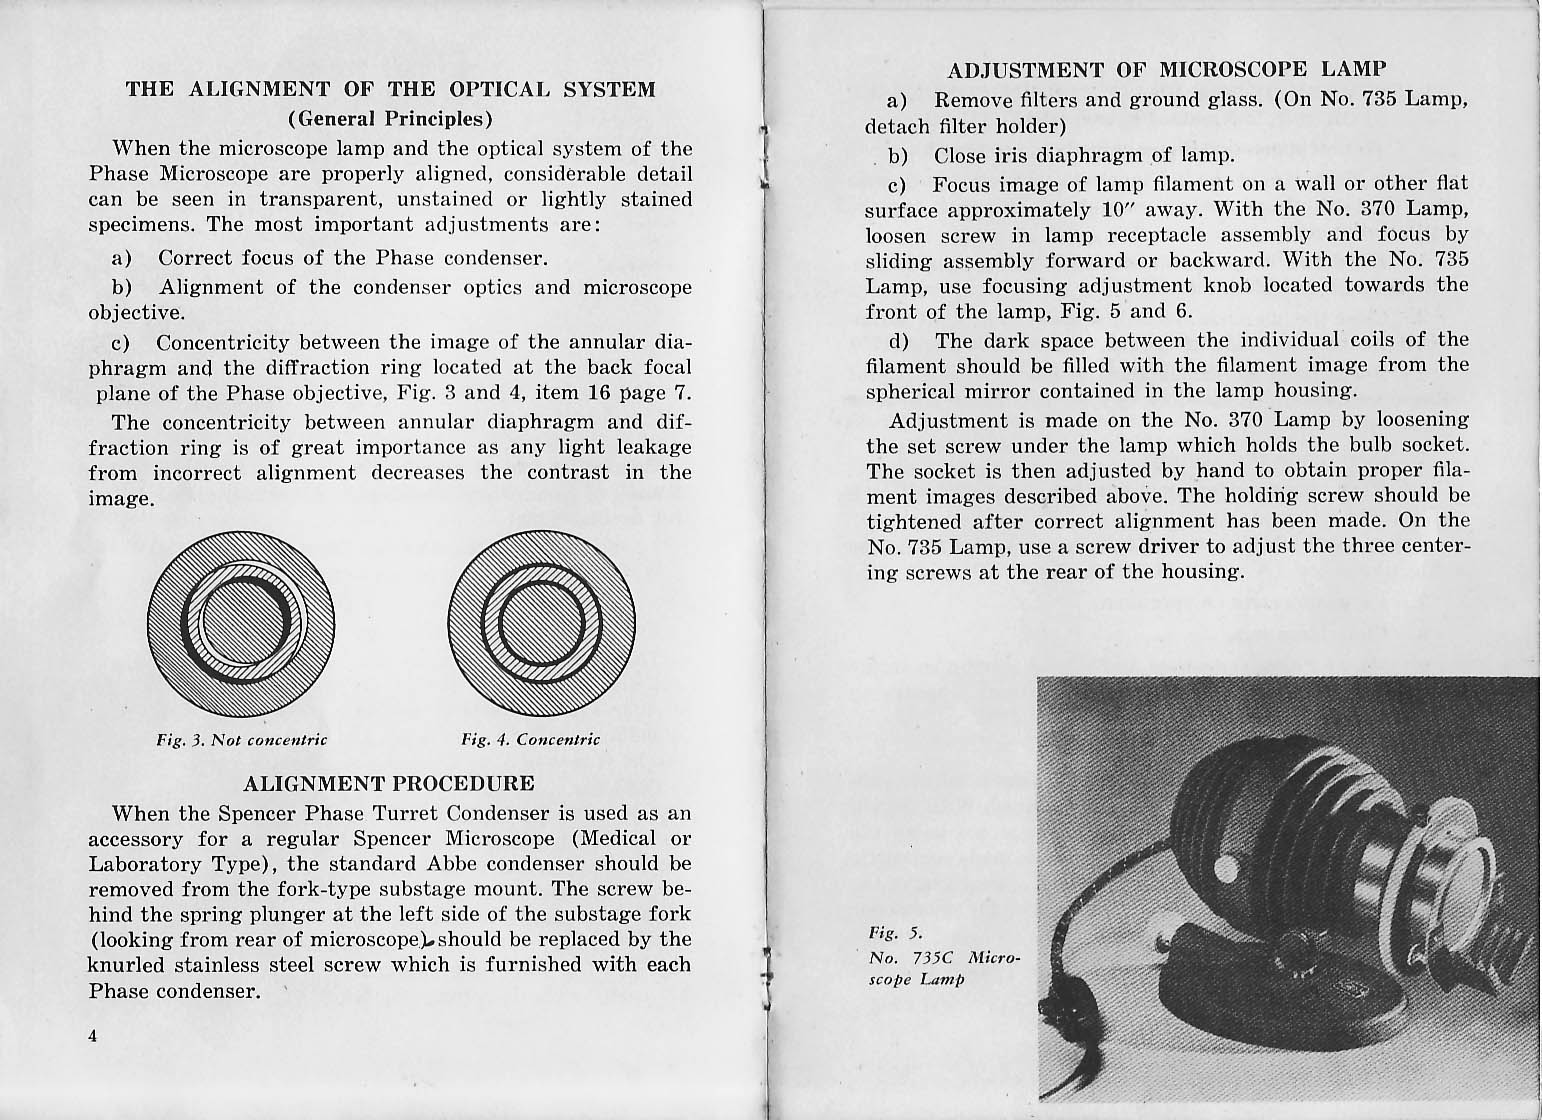 THE ALIGNMENT OF THE OPTICAL SYSTEM
(General Principles)
When the microscope lamp and the optical system of the
Phase Microscope are properly aligned, considerable detail
can be seen in transparent, unstained or lightly stained
specimens. The most important adjustments are:
a) Correct focus of the Phase condenser.
b) Alignment of the condenser optics and microscope
objective.
c) Concentricity between the image of the annular dia-
phragm and the diffraction ring located at the back focal
plane of the Phase objective, Fig. 3 and 4, item 16 page 7.
The concentricity between annular diaphragm and dif-
fraction ring is of great importance as any light leakage
from incorrect alignment decreases the contrast in the
image.
Fig. 3. Not concentric
Fig. 4. Concentric
ALIGNMENT PROCEDURE
When the Spencer Phase Turret Condenser is used as an
accessory for a regular Spencer Microscope (Medical or
Laboratory Type), the standard Abbe condenser should be
removed from the fork-type substage mount. The screw be-
hind the spring plunger at the left side of the substage fork
(looking from rear of microscope) should be replaced by the
knurled stainless steel screw which is furnished with each
Phase condenser.
4
ADJUSTMENT OF MICROSCOPE LAMP
a) Remove filters and ground glass. (On No. 735 Lamp,
detach filter holder)
b) Close iris diaphragm of lamp.
c) Focus image of lamp filament on a wall or other flat
surface approximately 10″ away. With the No. 370 Lamp,
loosen screw in lamp receptacle assembly and focus by
sliding assembly forward or backward. With the No. 735
Lamp, use focusing adjustment knob located towards the
front of the lamp, Fig. 5 and 6.
d) The dark space between the individual coils of the
filament should be filled with the filament image from the
spherical mirror contained in the lamp housing.
Adjustment is made on the No. 370 Lamp by loosening
the set screw under the lamp which holds the bulb socket.
The socket is then adjusted by hand to obtain proper fila-
ment images described above. The holding screw should be
tightened after correct alignment has been made. On the
No. 735 Lamp, use a screw driver to adjust the three center-
ing screws at the rear of the housing.
Fig. 5.
No. 735C Micro-
scope Lamp